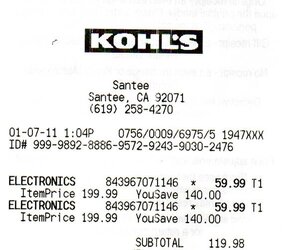 KOHL'S
Santee
Santee, CA 92071
(619) 258-4270
01-07-11 1:04P 0756/0009/6975/5 1947XXX
ID# 999-9892-8886-9572-9243-9030-2476
ELECTRONICS 843967071146 * 59.99 T1
ItemPrice 199.99 YouSave 140.00
ELECTRONICS 843967071146 * 59.99 T1
ItemPrice 199.99 YouSave 140.00
SUBTOTAL 119.98